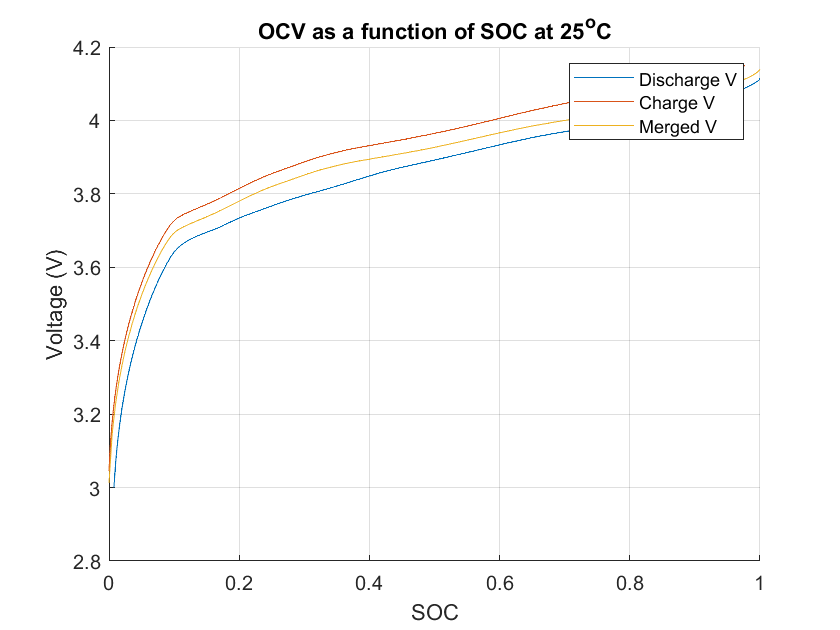 OCV as a function of SOC at 25oC
4.2
4
3.8
3.6
3.4
3.2
3
2.8
Voltage (V)
Discharge V
Charge V
Merged V
0
0.2
0.4
0.6
0.8
1
SOC